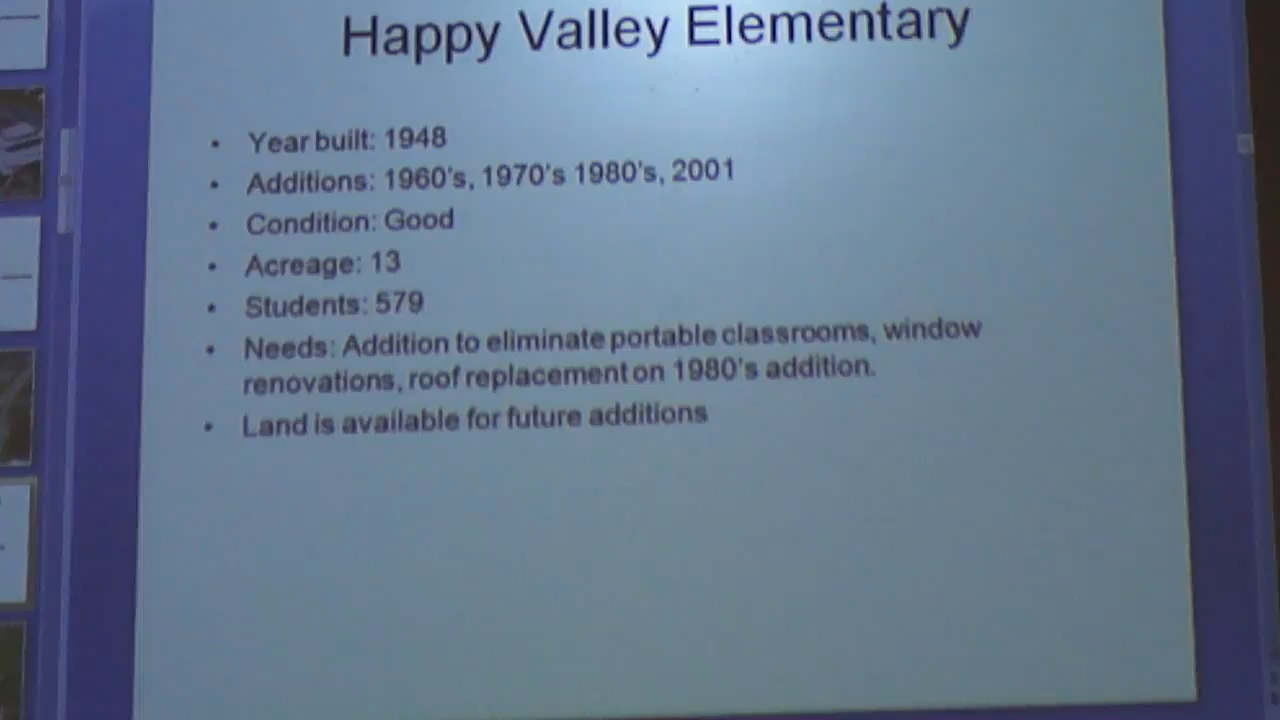 Happy Valley Elementary
• Year built: 1948
• Additions: 1960's, 1970's 1980's, 2001
• Condition: Good
• Acreage: 13
• Students: 579
• Needs: Addition to eliminate portable classrooms, window
renovations, roof replacement on 1980's addition.
• Land is available for future additions